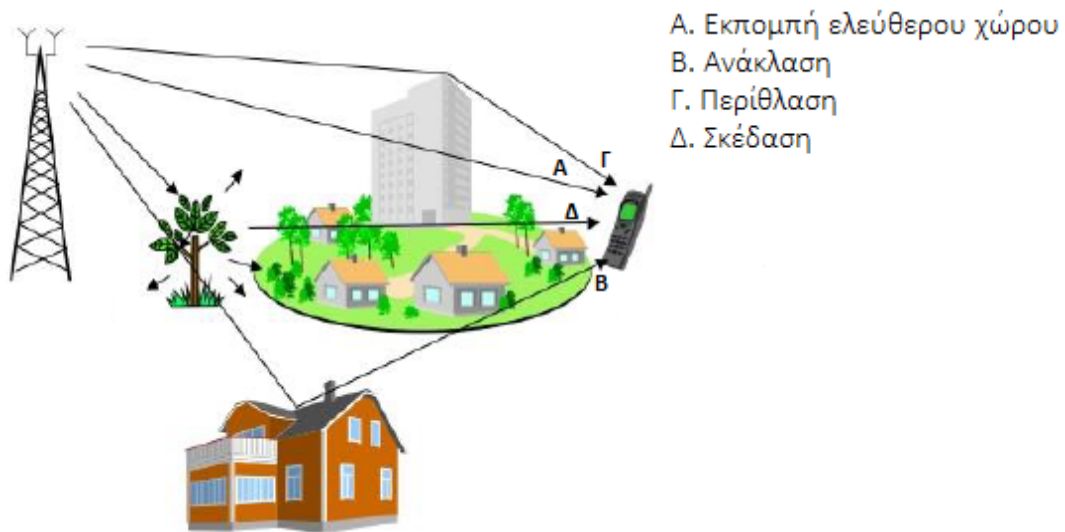 Α. Εκπομπή ελεύθερου χώρου
Β. Ανάκλαση
Γ. Περίθλαση
Δ. Σκέδαση
Γ
Α
Δ
Β